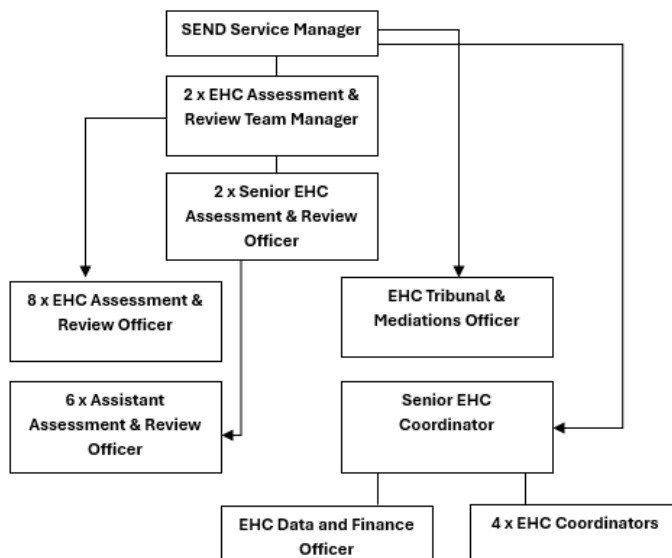 SEND Service Manager
2 x EHC Assessment &
Review Team Manager
2 x Senior EHC
Assessment & Review
Officer
8 x EHC Assessment &
Review Officer
EHC Tribunal &
Mediations Officer
6 x Assistant
Assessment & Review
Officer
Senior EHC
Coordinator
EHC Data and Finance
Officer
4 x EHC Coordinators